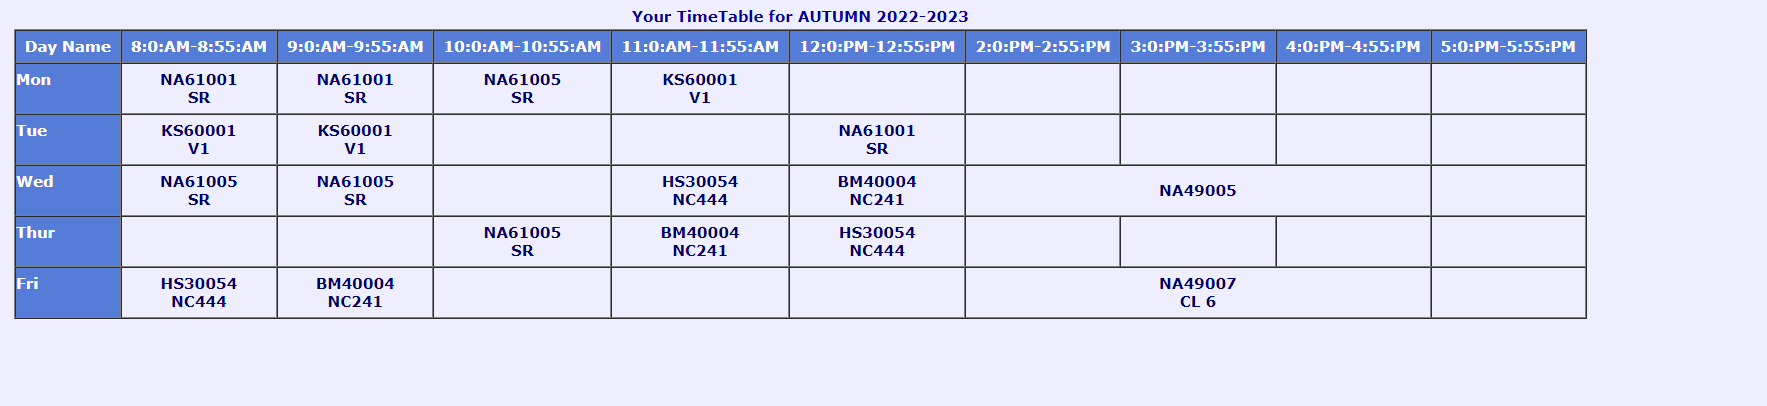 Your TimeTable for AUTUMN 2022-2023
Day Name 8:0:AM-8:55:AM 9:0:AM-9:55:AM 10:0:AM-10:55:AM 11:0:AM-11:55:AM 12:0:PM-12:55:PM 2:0:PM-2:55:PM 3:0:PM-3:55:PM 4:0:PM-4:55:PM 5:0:PM-5:55:PM
Mon NA61001 NA61001 NA61005 KS60001
SR SR SR V1
Tue KS60001 KS60001 NA61001
V1 V1 SR
Wed NA61005 NA61005 HS30054 BM40004 NA49005
SR SR NC444 NC241
Thur NA61005 BM40004 HS30054
SR NC241 NC444
Fri HS30054 BM40004 NA49007
NC444 NC241 CL 6